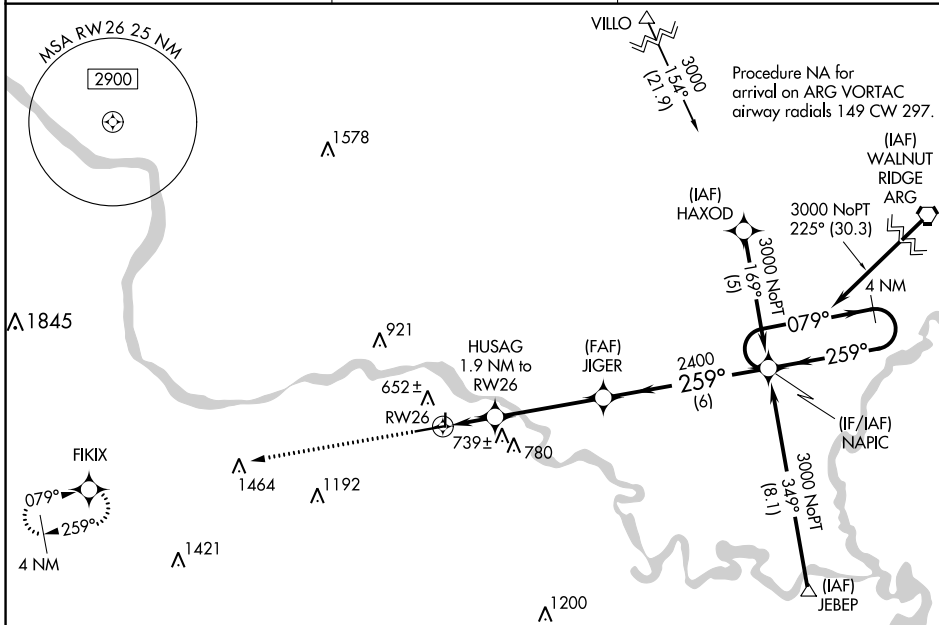 MSA RW 26 25 NM
2900
VILLO
3000
154°
(21.9)
Procedure NA for
arrival on ARG VORTAC
airway radials 149 CW 297.
1578
(IAF)
WALNUT
RIDGE
ARG
(IAF)
HAXOD
3000 NoPT
225° (30.3)
3000 NoPT
169°
(5)
4 NM
079°
259°
1845
921
HUSAG
1.9 NM to
RW26
(FAF)
JIGER
2400
259°
(6)
652±
RW26
739±
780
(IF/IAF)
NAPIC
FIKIX
079°
259°
4 NM
1464
1192
1421
1200
3000 NoPT
349°
(8.1)
(IAF)
JEBEP